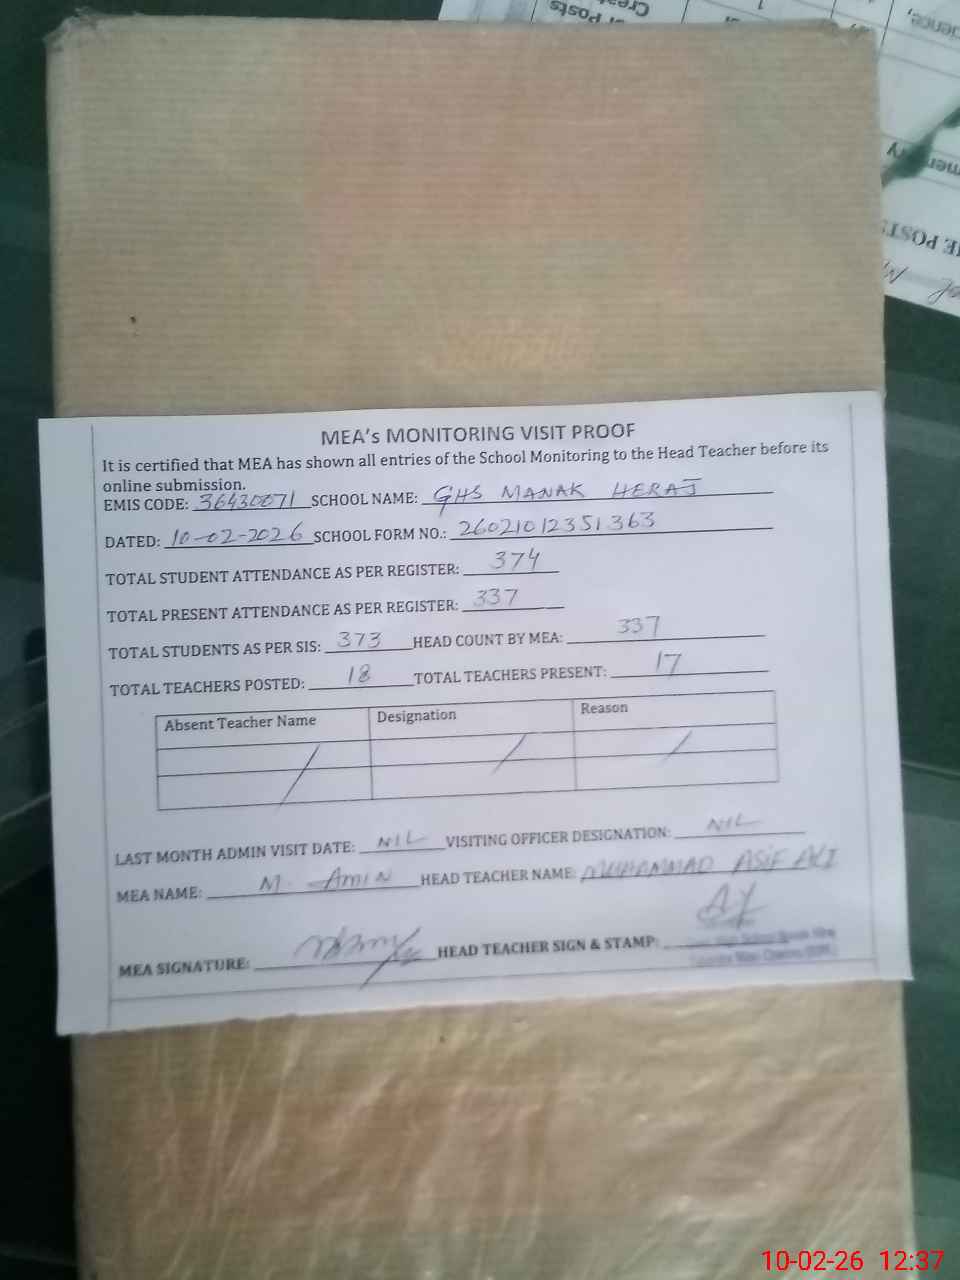 MEA's MONITORING VISIT PROOF
It is certified that MEA has shown all entries of the School Monitoring to the Head Teacher before its
online submission.
EMIS CODE: 36430071 SCHOOL NAME: GHS MANAK HERAJ
DATED: 10-02-2026 SCHOOL FORM NO.: 26021012351363
TOTAL STUDENT ATTENDANCE AS PER REGISTER: 374
TOTAL PRESENT ATTENDANCE AS PER REGISTER: 337
TOTAL STUDENTS AS PER SIS: 373 HEAD COUNT BY MEA: 337
TOTAL TEACHERS POSTED: 18 TOTAL TEACHERS PRESENT: 17
Absent Teacher Name Designation Reason
/ / /
LAST MONTH ADMIN VISIT DATE: NIL VISITING OFFICER DESIGNATION: NIL
MEA NAME: M. AMIN HEAD TEACHER NAME: MUHAMMAD ASIF ALI
MEA SIGNATURE: HEAD TEACHER SIGN & STAMP:
10-02-26 12:37